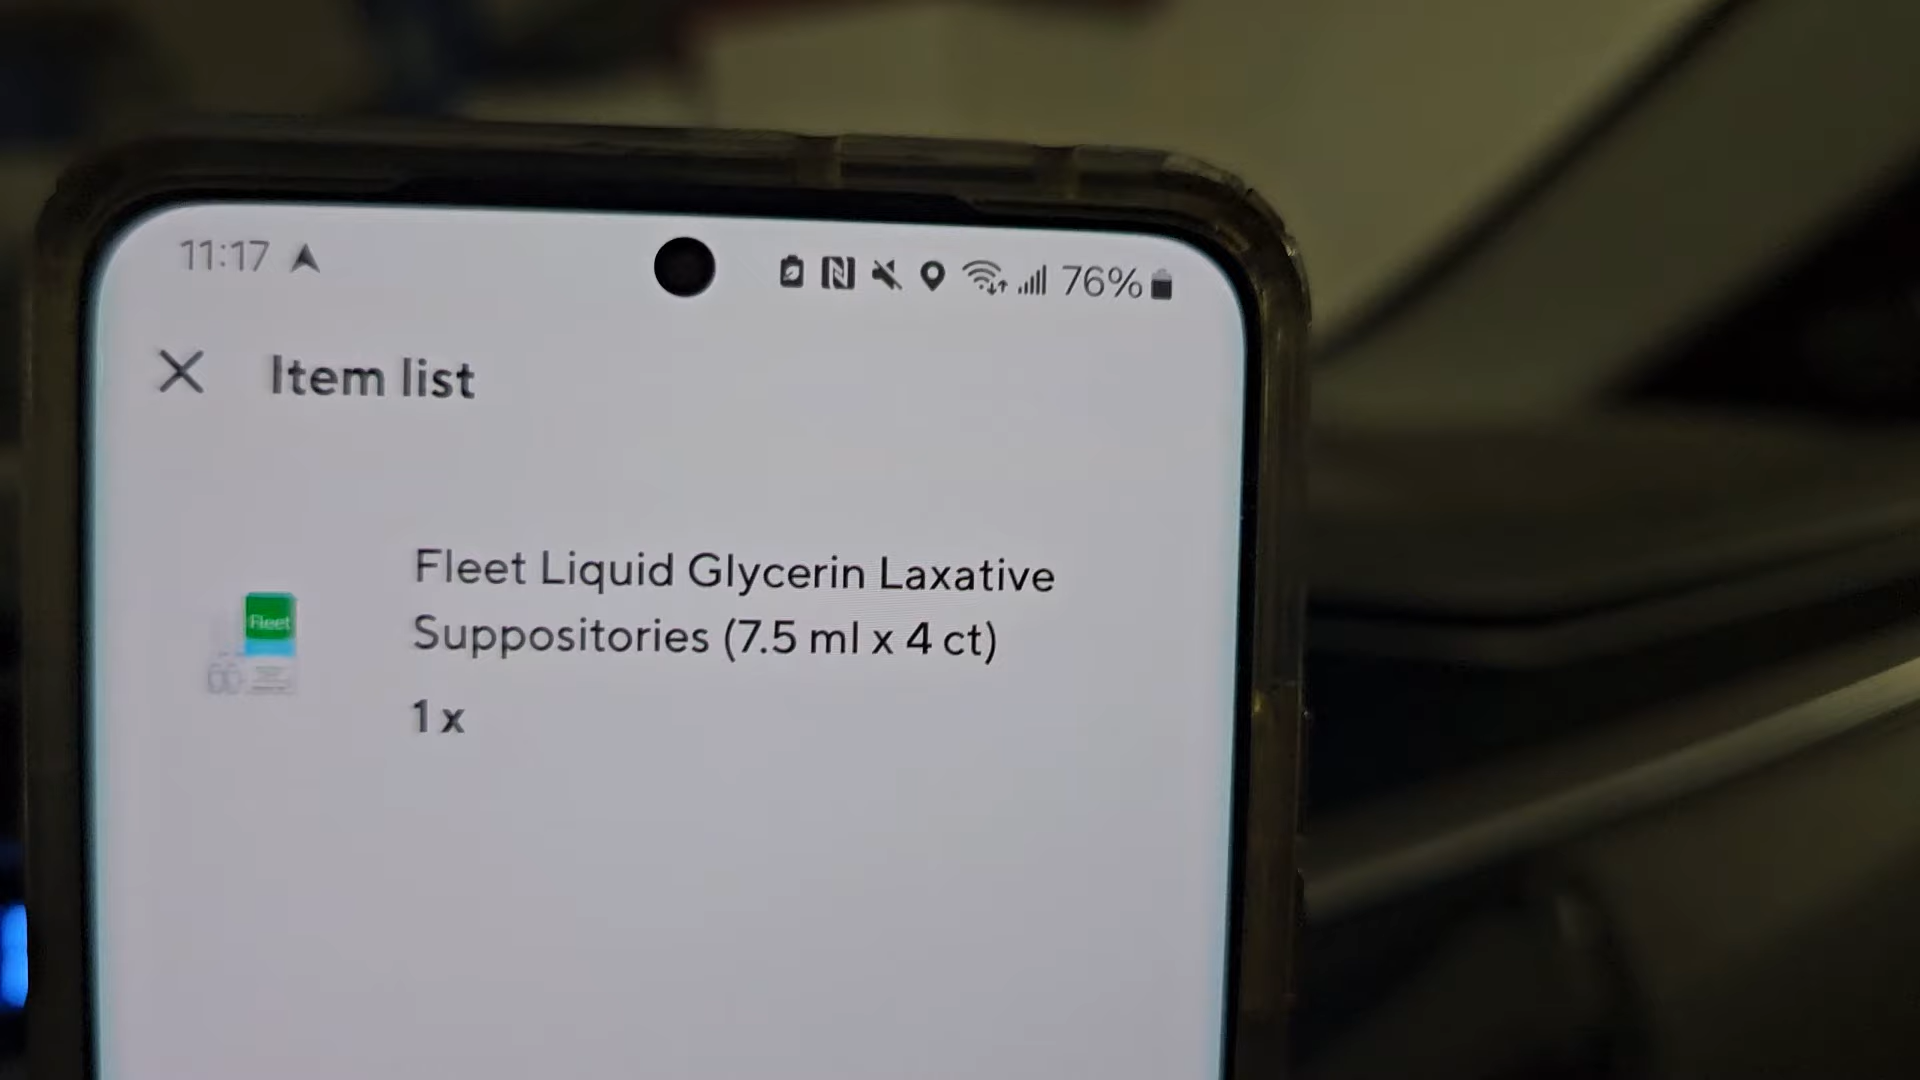 11:17
76%
Item list
Fleet Liquid Glycerin Laxative
Suppositories (7.5 ml x 4 ct)
Fleet
1 x